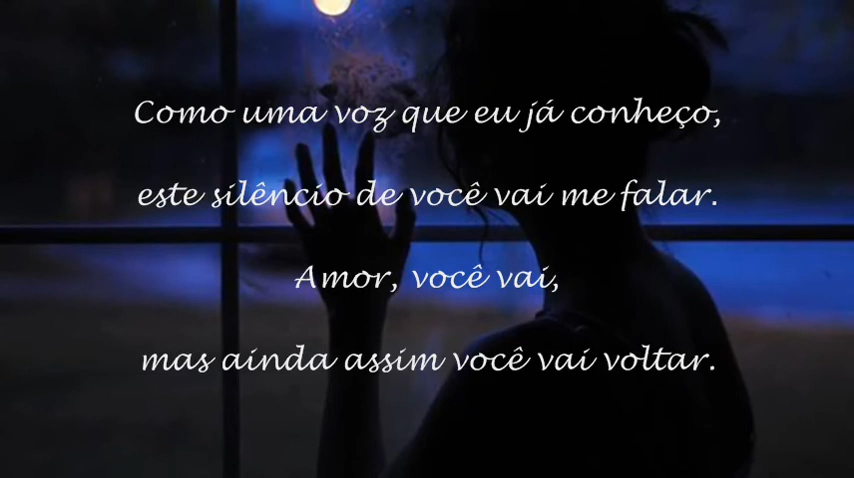 Como uma voz que eu já conheço,
este silêncio de você vai me falar.
Amor, você vai,
mas ainda assim você vai voltar.